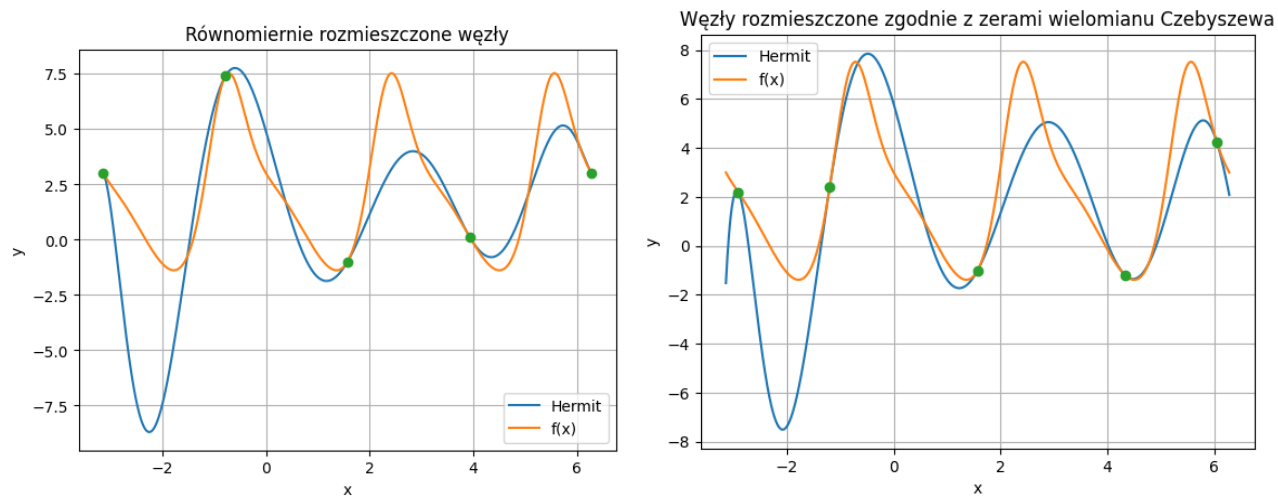 Równomiernie rozmieszczone węzły
7.5
5.0
2.5
0.0
−2.5
−5.0
−7.5
y
−2
0
2
4
6
x
Hermit
f(x)
Węzły rozmieszczone zgodnie z zerami wielomianu Czebyszewa
Hermit
f(x)
8
6
4
2
0
−2
−4
−6
−8
y
−2
0
2
4
6
x